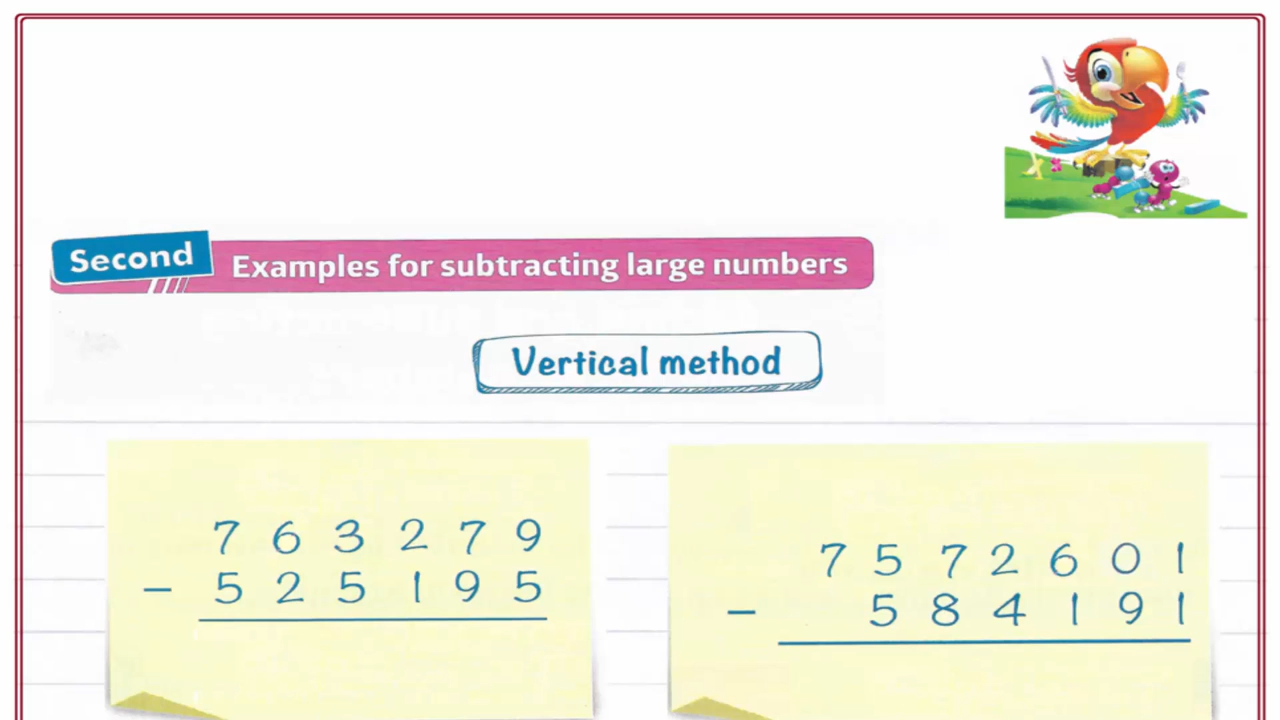 Second
Examples for subtracting large numbers
Vertical method
7 6 3 2 7 9
– 5 2 5 1 9 5
7 5 7 2 6 0 1
– 5 8 4 1 9 1